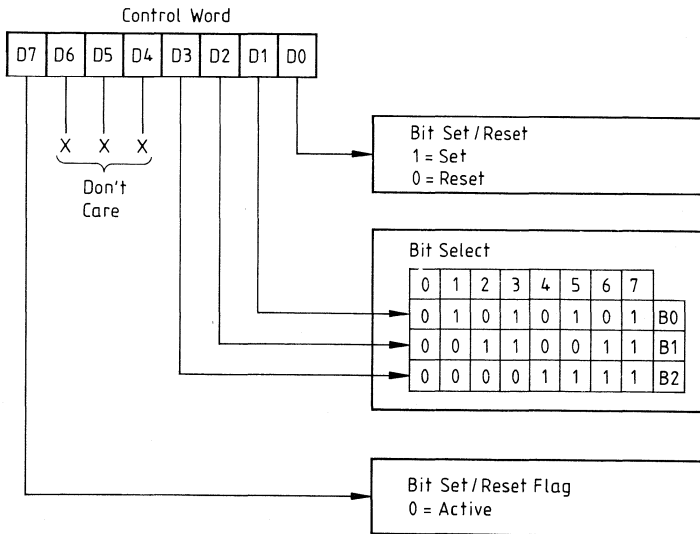 Control Word
D7 D6 D5 D4 D3 D2 D1 D0
X X X
Don't
Care
Bit Set/Reset
1 = Set
0 = Reset
Bit Select
0 1 2 3 4 5 6 7
0 1 0 1 0 1 0 1 B0
0 0 1 1 0 0 1 1 B1
0 0 0 0 1 1 1 1 B2
Bit Set/Reset Flag
0 = Active